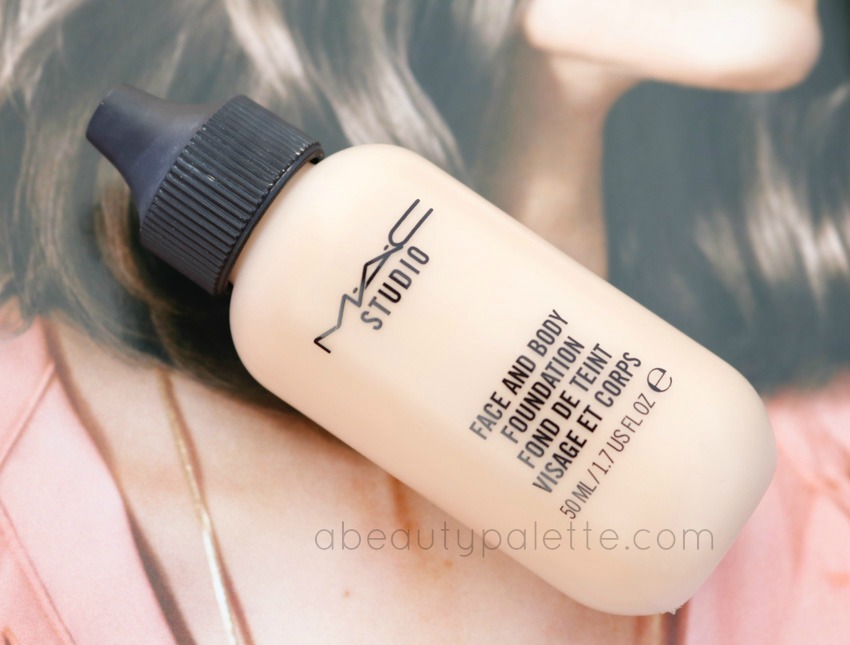 M·A·C
STUDIO
FACE AND BODY
FOUNDATION
FOND DE TEINT
VISAGE ET CORPS
50 ML / 1.7 US FL OZ ℮
abeautypalette.com